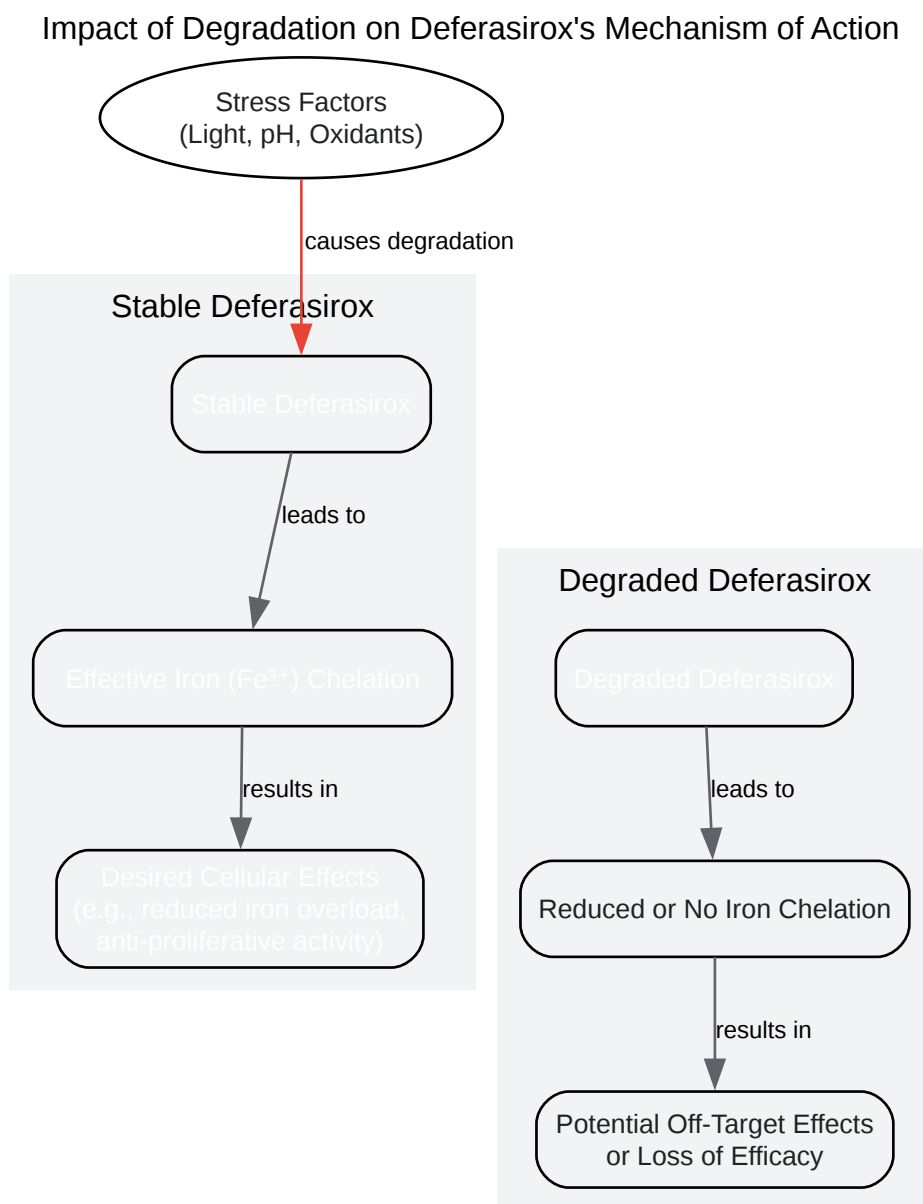 Impact of Degradation on Deferasirox's Mechanism of Action
Stress Factors
(Light, pH, Oxidants)
causes degradation
Stable Deferasirox
Stable Deferasirox
leads to
Effective Iron (Fe³⁺) Chelation
results in
Desired Cellular Effects
(e.g., reduced iron overload,
anti-proliferative activity)
Degraded Deferasirox
Degraded Deferasirox
leads to
Reduced or No Iron Chelation
results in
Potential Off-Target Effects
or Loss of Efficacy